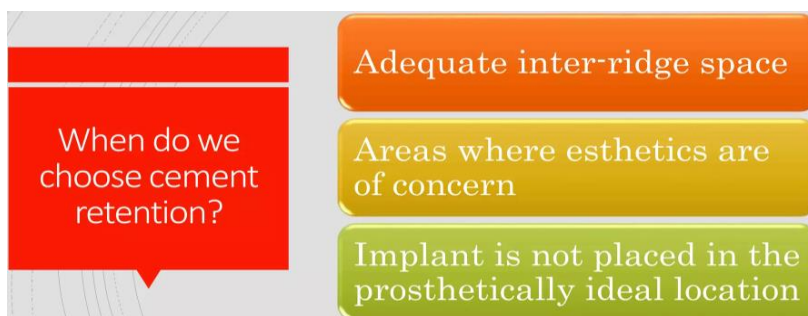 When do we
choose cement
retention?
Adequate inter-ridge space
Areas where esthetics are
of concern
Implant is not placed in the
prosthetically ideal location